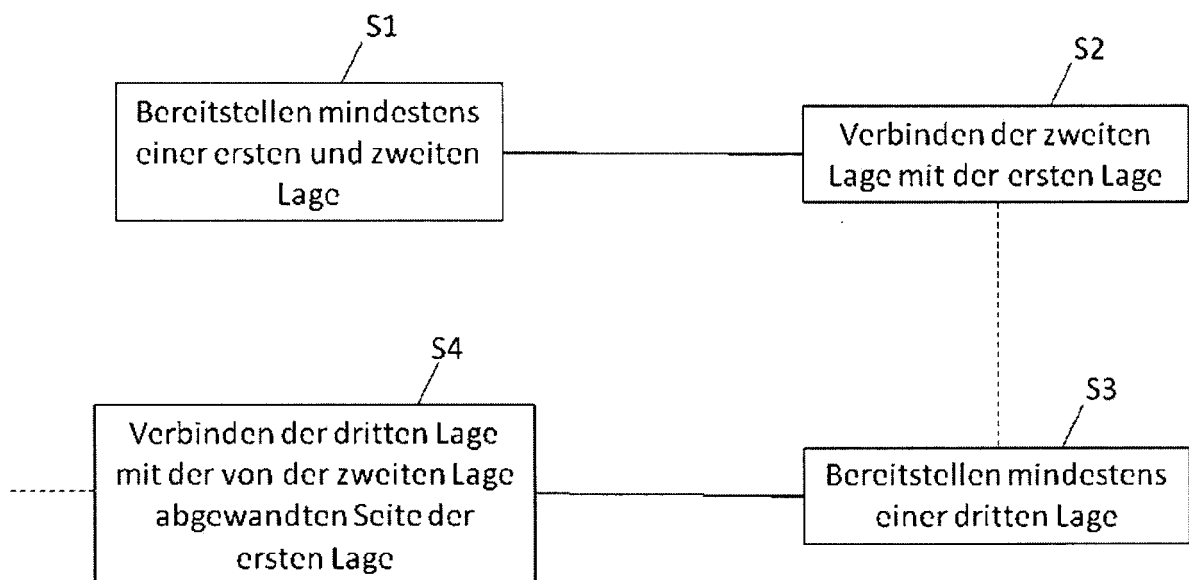 S1
Bereitstellen mindestens
einer ersten und zweiten
Lage
S2
Verbinden der zweiten
Lage mit der ersten Lage
S4
Verbinden der dritten Lage
mit der von der zweiten Lage
abgewandten Seite der
ersten Lage
S3
Bereitstellen mindestens
einer dritten Lage